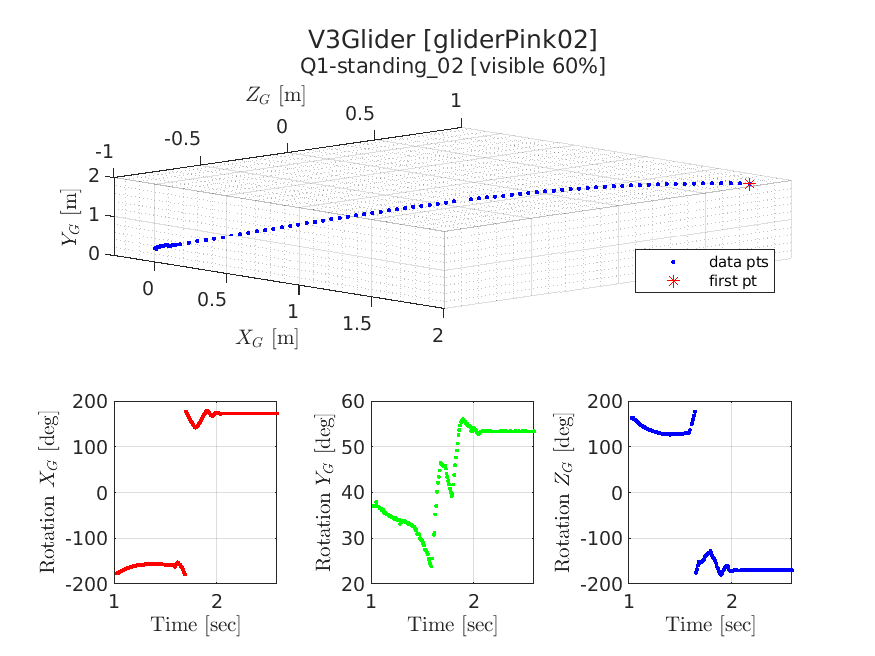 V3Glider [gliderPink02]
Q1-standing_02 [visible 60%]
Z_G [m]
-1 -0.5 0 0.5 1
Y_G [m]
2
1
0
0 0.5 1 1.5 2
X_G [m]
data pts
first pt
Rotation X_G [deg]
200
100
0
-100
-200
1 2
Time [sec]
Rotation Y_G [deg]
60
50
40
30
20
1 2
Time [sec]
Rotation Z_G [deg]
200
100
0
-100
-200
1 2
Time [sec]